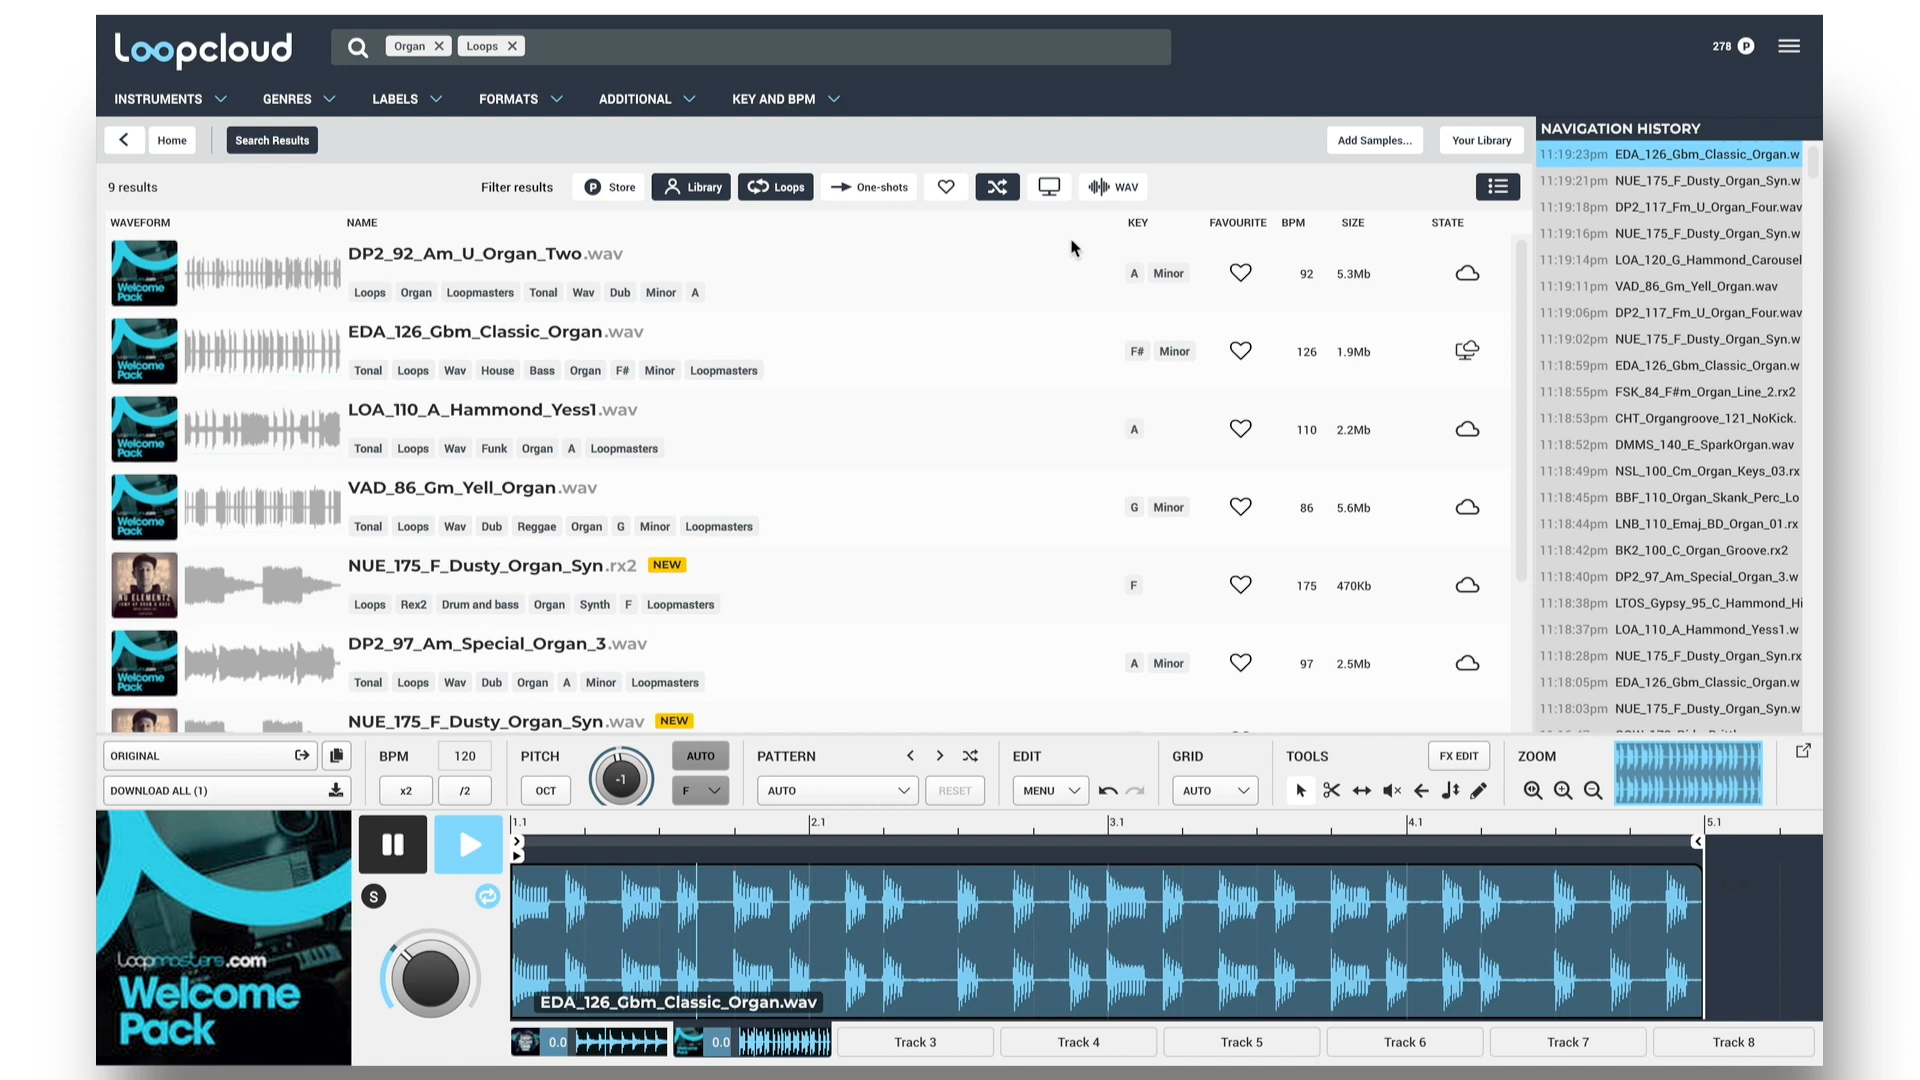 Loopcloud
Organ
Loops
278 P
INSTRUMENTS
GENRES
LABELS
FORMATS
ADDITIONAL
KEY AND BPM
Home
Search Results
Add Samples...
Your Library
NAVIGATION HISTORY
9 results
Filter results
P Store
Library
Loops
One-shots
WAV
WAVEFORM
NAME
KEY
FAVOURITE
BPM
SIZE
STATE
Welcome
Pack
DP2_92_Am_U_Organ_Two.wav
Loops Organ Loopmasters Tonal Wav Dub Minor A
A Minor
92
5.3Mb
Welcome
Pack
EDA_126_Gbm_Classic_Organ.wav
Tonal Loops Wav House Bass Organ F# Minor Loopmasters
F# Minor
126
1.9Mb
Welcome
Pack
LOA_110_A_Hammond_Yess1.wav
Tonal Loops Wav Funk Organ A Loopmasters
A
110
2.2Mb
Welcome
Pack
VAD_86_Gm_Yell_Organ.wav
Tonal Loops Wav Dub Reggae Organ G Minor Loopmasters
G Minor
86
5.6Mb
NUE_175_F_Dusty_Organ_Syn.rx2 NEW
Loops Rex2 Drum and bass Organ Synth F Loopmasters
F
175
470Kb
Welcome
Pack
DP2_97_Am_Special_Organ_3.wav
Tonal Loops Wav Dub Organ A Minor Loopmasters
A Minor
97
2.5Mb
NUE_175_F_Dusty_Organ_Syn.wav NEW
11:19:23pm EDA_126_Gbm_Classic_Organ.w
11:19:21pm NUE_175_F_Dusty_Organ_Syn.w
11:19:18pm DP2_117_Fm_U_Organ_Four.wav
11:19:16pm NUE_175_F_Dusty_Organ_Syn.w
11:19:14pm LOA_120_G_Hammond_Carousel
11:19:11pm VAD_86_Gm_Yell_Organ.wav
11:19:06pm DP2_117_Fm_U_Organ_Four.wav
11:19:02pm NUE_175_F_Dusty_Organ_Syn.w
11:18:59pm EDA_126_Gbm_Classic_Organ.w
11:18:55pm FSK_84_F#m_Organ_Line_2.rx2
11:18:53pm CHT_Organgroove_121_NoKick.
11:18:52pm DMMS_140_E_SparkOrgan.wav
11:18:49pm NSL_100_Cm_Organ_Keys_03.rx
11:18:45pm BBF_110_Organ_Skank_Perc_Lo
11:18:44pm LNB_110_Emaj_BD_Organ_01.rx
11:18:42pm BK2_100_C_Organ_Groove.rx2
11:18:40pm DP2_97_Am_Special_Organ_3.w
11:18:38pm LTOS_Gypsy_95_C_Hammond_Hi
11:18:37pm LOA_110_A_Hammond_Yess1.w
11:18:28pm NUE_175_F_Dusty_Organ_Syn.rx
11:18:05pm EDA_126_Gbm_Classic_Organ.w
11:18:03pm NUE_175_F_Dusty_Organ_Syn.w
ORIGINAL
DOWNLOAD ALL (1)
BPM
120
x2
/2
PITCH
OCT
-1
AUTO
F
PATTERN
AUTO
RESET
EDIT
MENU
GRID
AUTO
TOOLS
FX EDIT
ZOOM
Loopmasters.com
Welcome
Pack
S
1.1
2.1
3.1
4.1
5.1
EDA_126_Gbm_Classic_Organ.wav
0.0
0.0
Track 3
Track 4
Track 5
Track 6
Track 7
Track 8